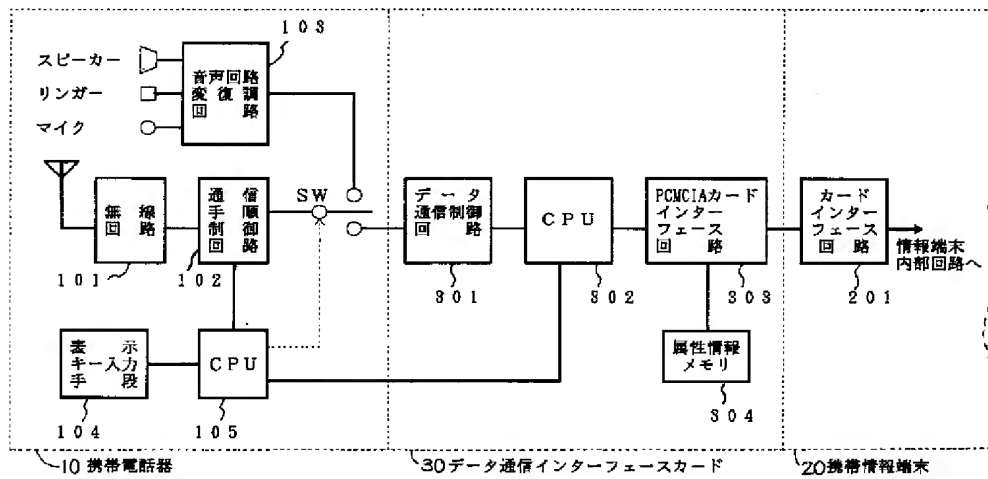 103
スピーカー
リンガー
マイク
音声回路
変復調
回路
無線
回路
101
通信
手順
制御
回路
102
SW
データ
通信制御
回路
301
CPU
302
PCMCIAカード
インター
フェース
回路
303
カード
インター
フェース
回路
201
情報端末
内部回路へ
表示
キー入力
手段
104
CPU
105
属性情報
メモリ
304
10携帯電話器
30データ通信インターフェースカード
20携帯情報端末